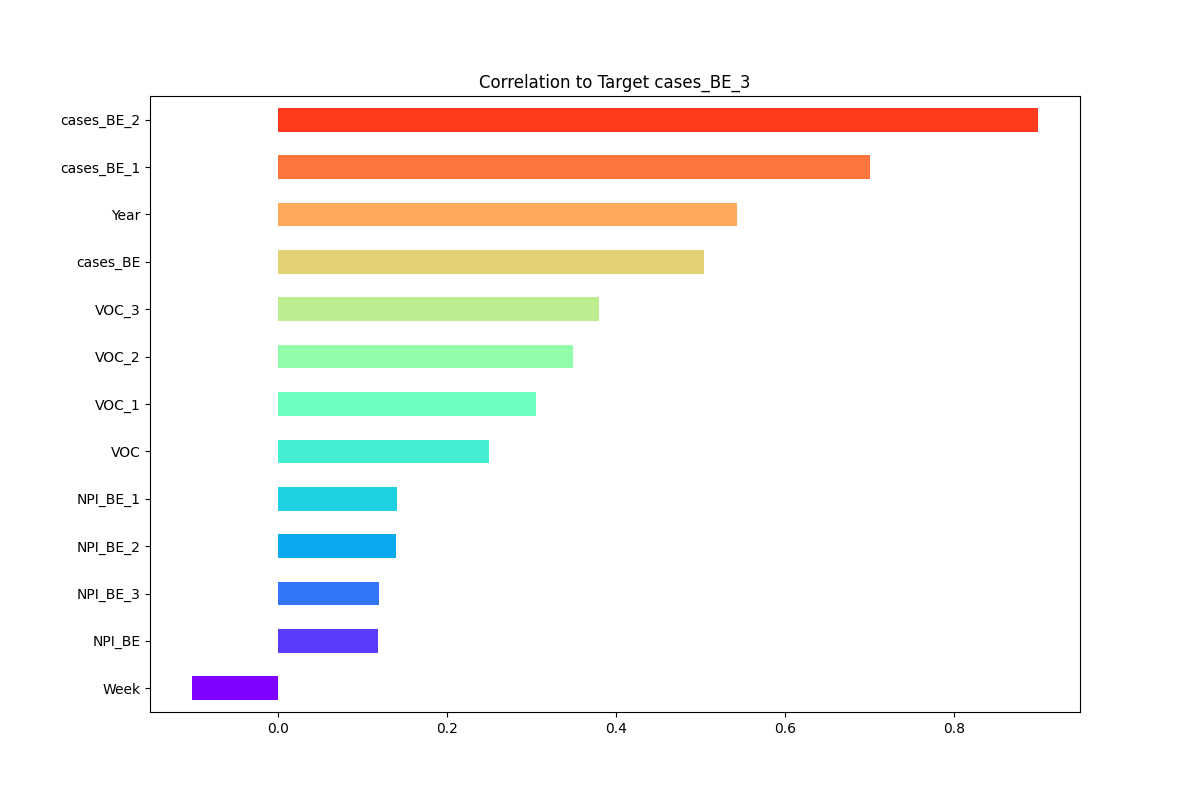 Correlation to Target cases_BE_3
cases_BE_2
cases_BE_1
Year
cases_BE
VOC_3
VOC_2
VOC_1
VOC
NPI_BE_1
NPI_BE_2
NPI_BE_3
NPI_BE
Week
0.0 0.2 0.4 0.6 0.8